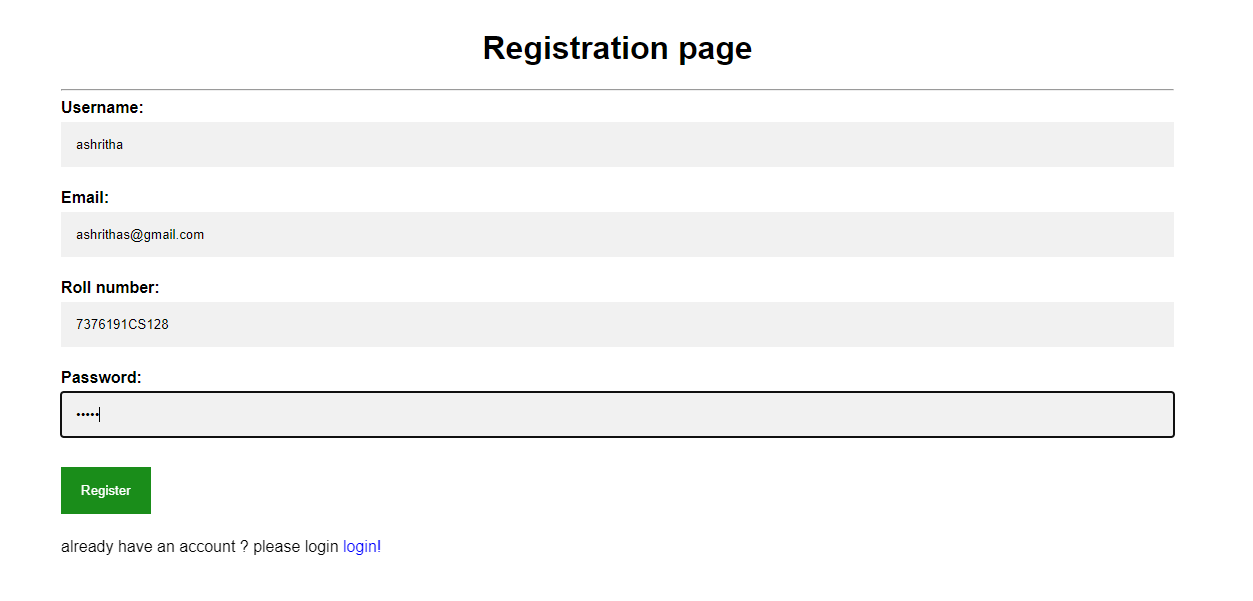 Registration page
Username:
ashritha
Email:
ashrithas@gmail.com
Roll number:
7376191CS128
Password:
•••••
Register
already have an account ? please login login!